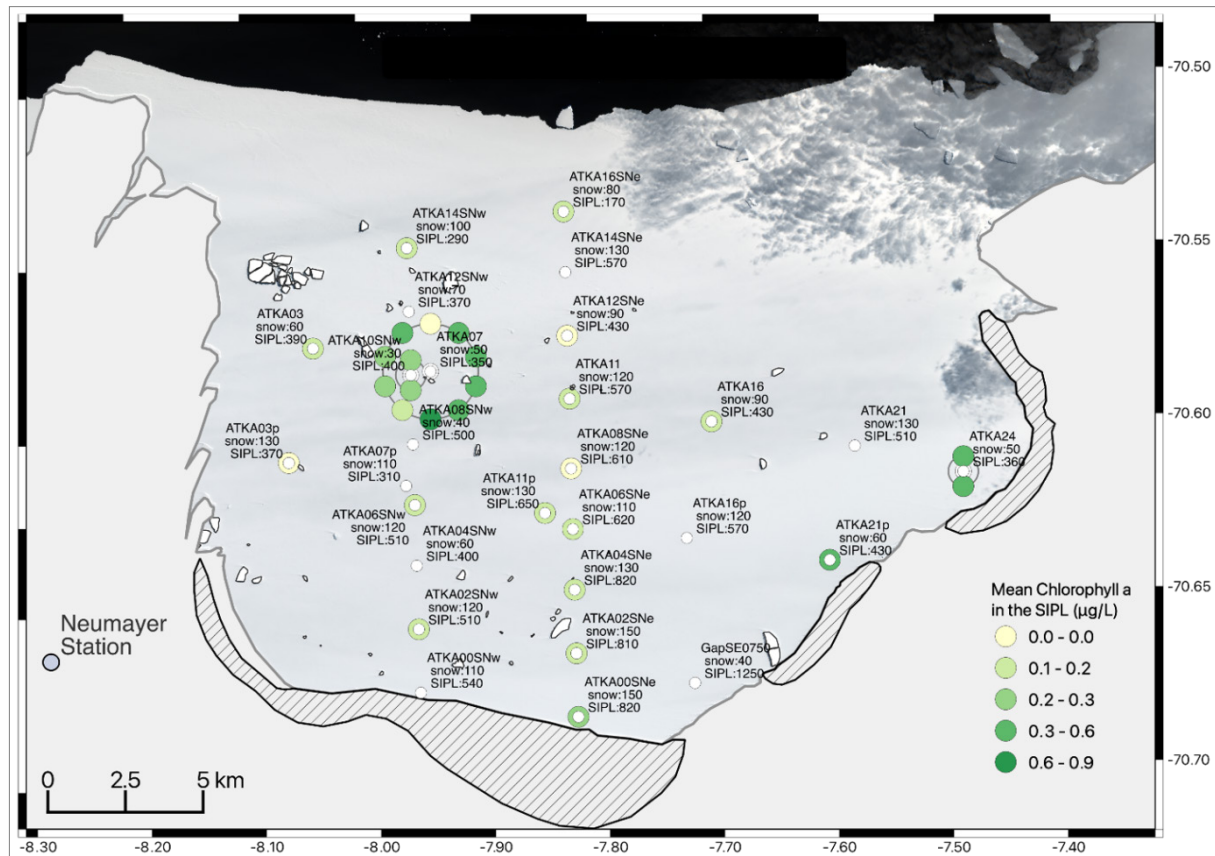 -70.50
ATKA16SNe
snow:80
SIPL:170
ATKA14SNw
snow:100
SIPL:290
ATKA14SNe
snow:130
SIPL:570
-70.55
ATKA12SNw
snow:70
SIPL:370
ATKA12SNe
snow:90
SIPL:430
ATKA03
snow:60
SIPL:390
ATKA10SNw
snow:30
SIPL:400
ATKA07
snow:50
SIPL:350
ATKA11
snow:120
SIPL:570
ATKA16
snow:90
SIPL:430
-70.60
ATKA08SNw
snow:40
SIPL:500
ATKA21
snow:130
SIPL:510
ATKA03p
snow:130
SIPL:370
ATKA08SNe
snow:120
SIPL:610
ATKA24
snow:50
SIPL:360
ATKA07p
snow:110
SIPL:310
ATKA11p
snow:130
SIPL:650
ATKA06SNe
snow:110
SIPL:620
ATKA16p
snow:120
SIPL:570
ATKA06SNw
snow:120
SIPL:510
ATKA04SNw
snow:60
SIPL:400
ATKA21p
snow:60
SIPL:430
ATKA04SNe
snow:130
SIPL:820
-70.65
ATKA02SNw
snow:120
SIPL:510
ATKA02SNe
snow:150
SIPL:810
Neumayer
Station
ATKA00SNw
snow:110
SIPL:540
GapSE0750
snow:40
SIPL:1250
ATKA00SNe
snow:150
SIPL:820
Mean Chlorophyll a
in the SIPL (µg/L)
0.0 - 0.0
0.1 - 0.2
0.2 - 0.3
0.3 - 0.6
0.6 - 0.9
-70.70
0 2.5 5 km
-8.30 -8.20 -8.10 -8.00 -7.90 -7.80 -7.70 -7.60 -7.50 -7.40